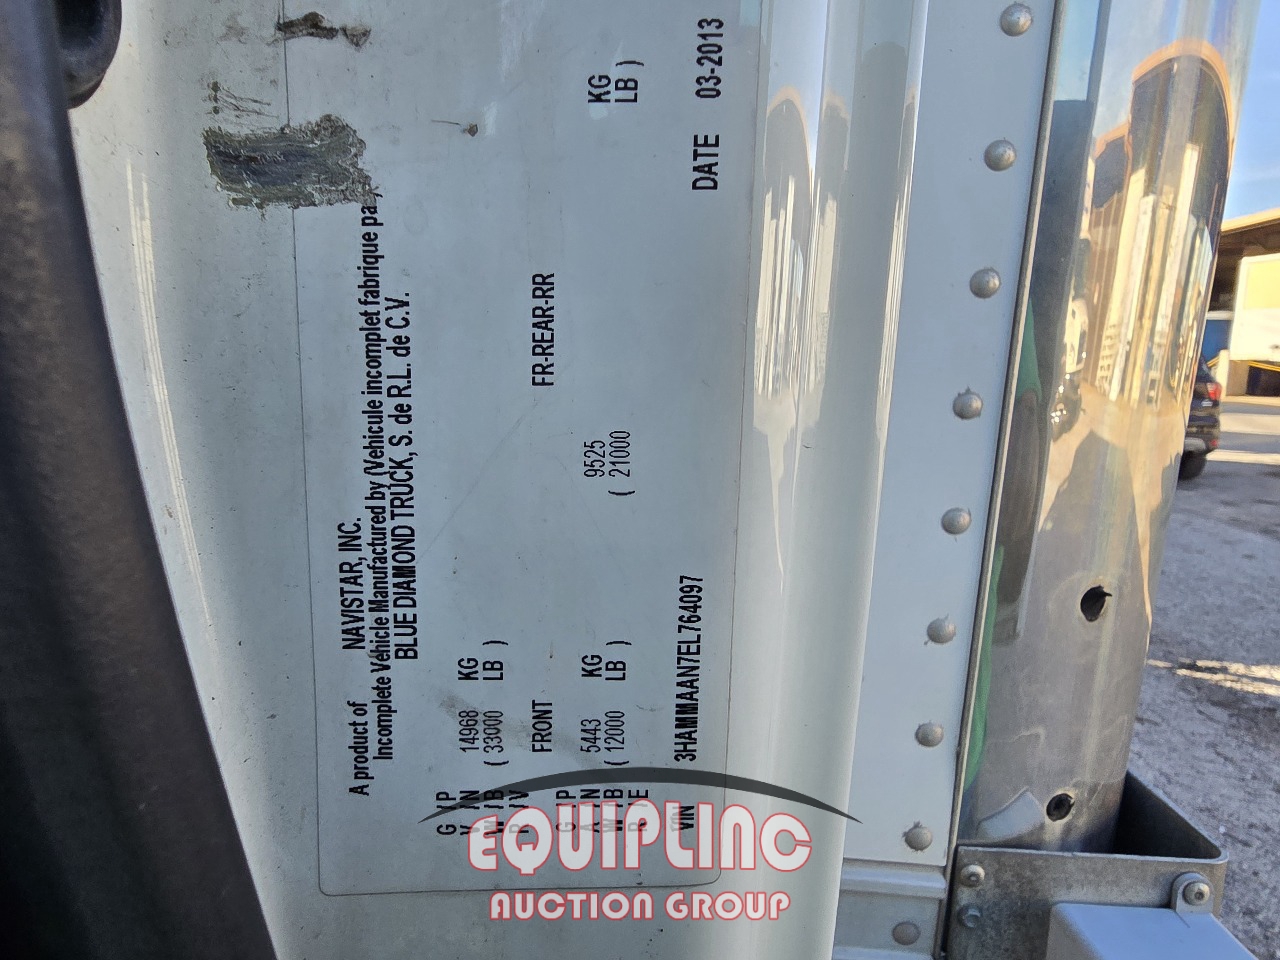 A product of NAVISTAR, INC.
Incomplete Vehicle Manufactured by (Vehicule incomplet fabrique pa
BLUE DIAMOND TRUCK, S. de R.L. de C.V.
G / P
V / N 14968 KG
W / B ( 33000 LB )
R / V
FRONT FR-REAR-RR
G / P
A / N 5443 KG 9525 KG
W / B ( 12000 LB ) ( 21000 LB )
R / E
VIN 3HAMMAAN7EL764097 DATE 03-2013
EQUIPLINC
AUCTION GROUP